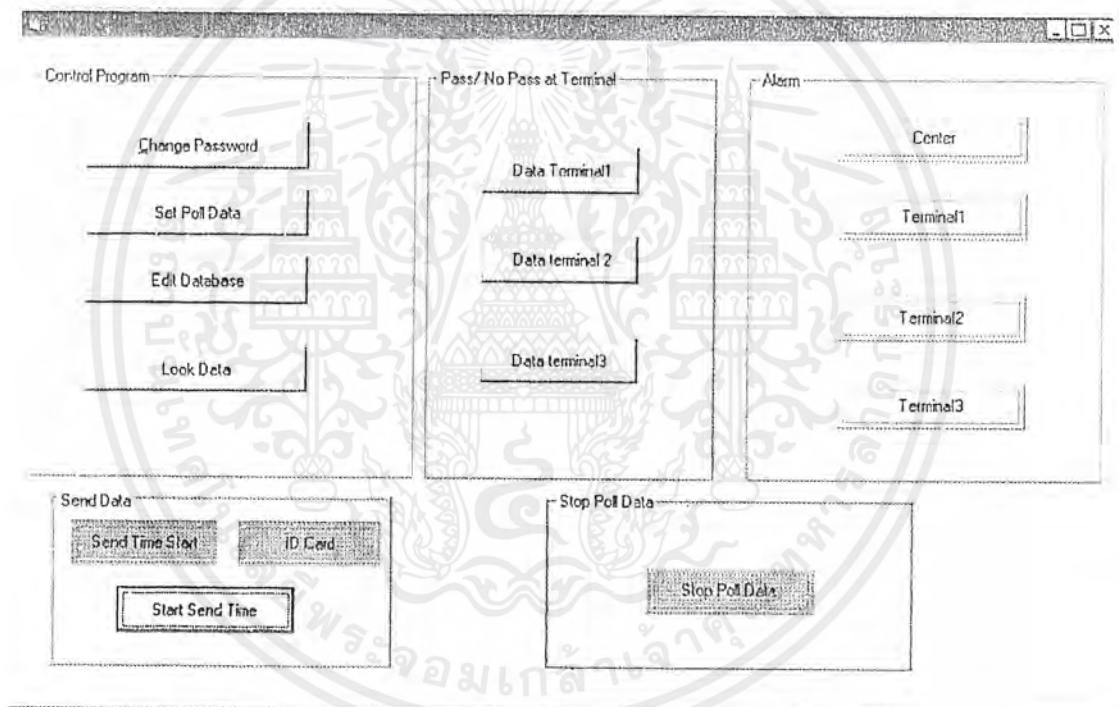 Control Program
Change Password
Set Poll Data
Edit Database
Look Data
Pass/ No Pass at Terminal
Data Terminal1
Data terminal 2
Data terminal3
Alarm
Center
Terminal1
Terminal2
Terminal3
Send Data
Send Time Start
ID Card
Start Send Time
Stop Poll Data
Stop Poll Data